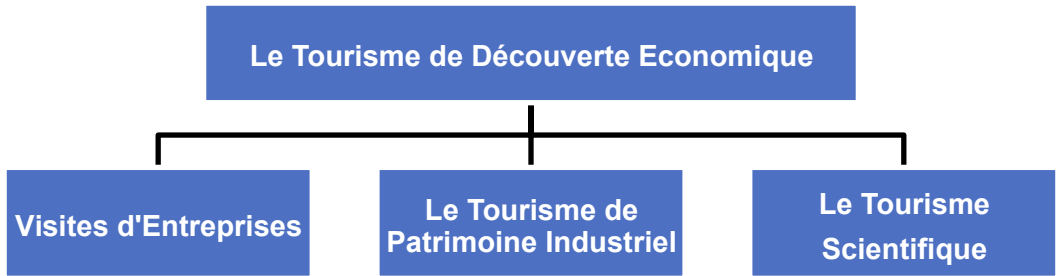 Le Tourisme de Découverte Economique
Visites d'Entreprises
Le Tourisme de
Patrimoine Industriel
Le Tourisme
Scientifique